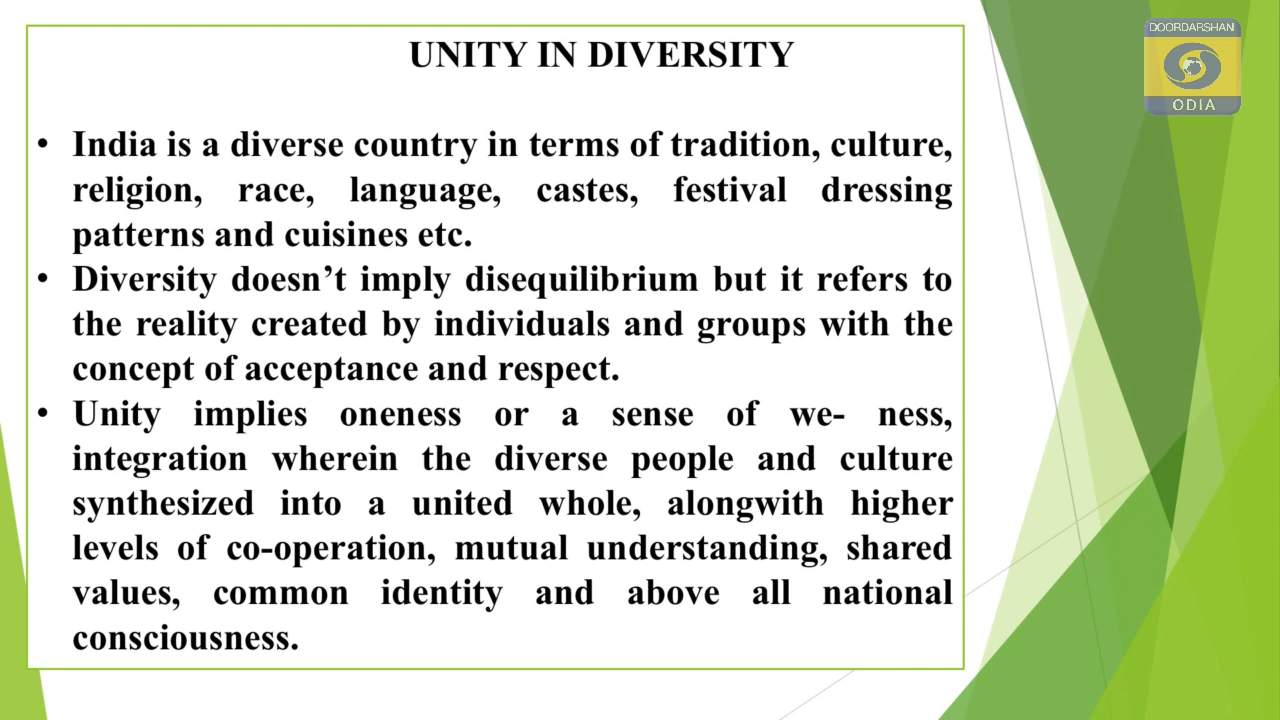 UNITY IN DIVERSITY
DOORDARSHAN
ODIA
• India is a diverse country in terms of tradition, culture,
religion, race, language, castes, festival dressing
patterns and cuisines etc.
• Diversity doesn’t imply disequilibrium but it refers to
the reality created by individuals and groups with the
concept of acceptance and respect.
• Unity implies oneness or a sense of we- ness,
integration wherein the diverse people and culture
synthesized into a united whole, alongwith higher
levels of co-operation, mutual understanding, shared
values, common identity and above all national
consciousness.